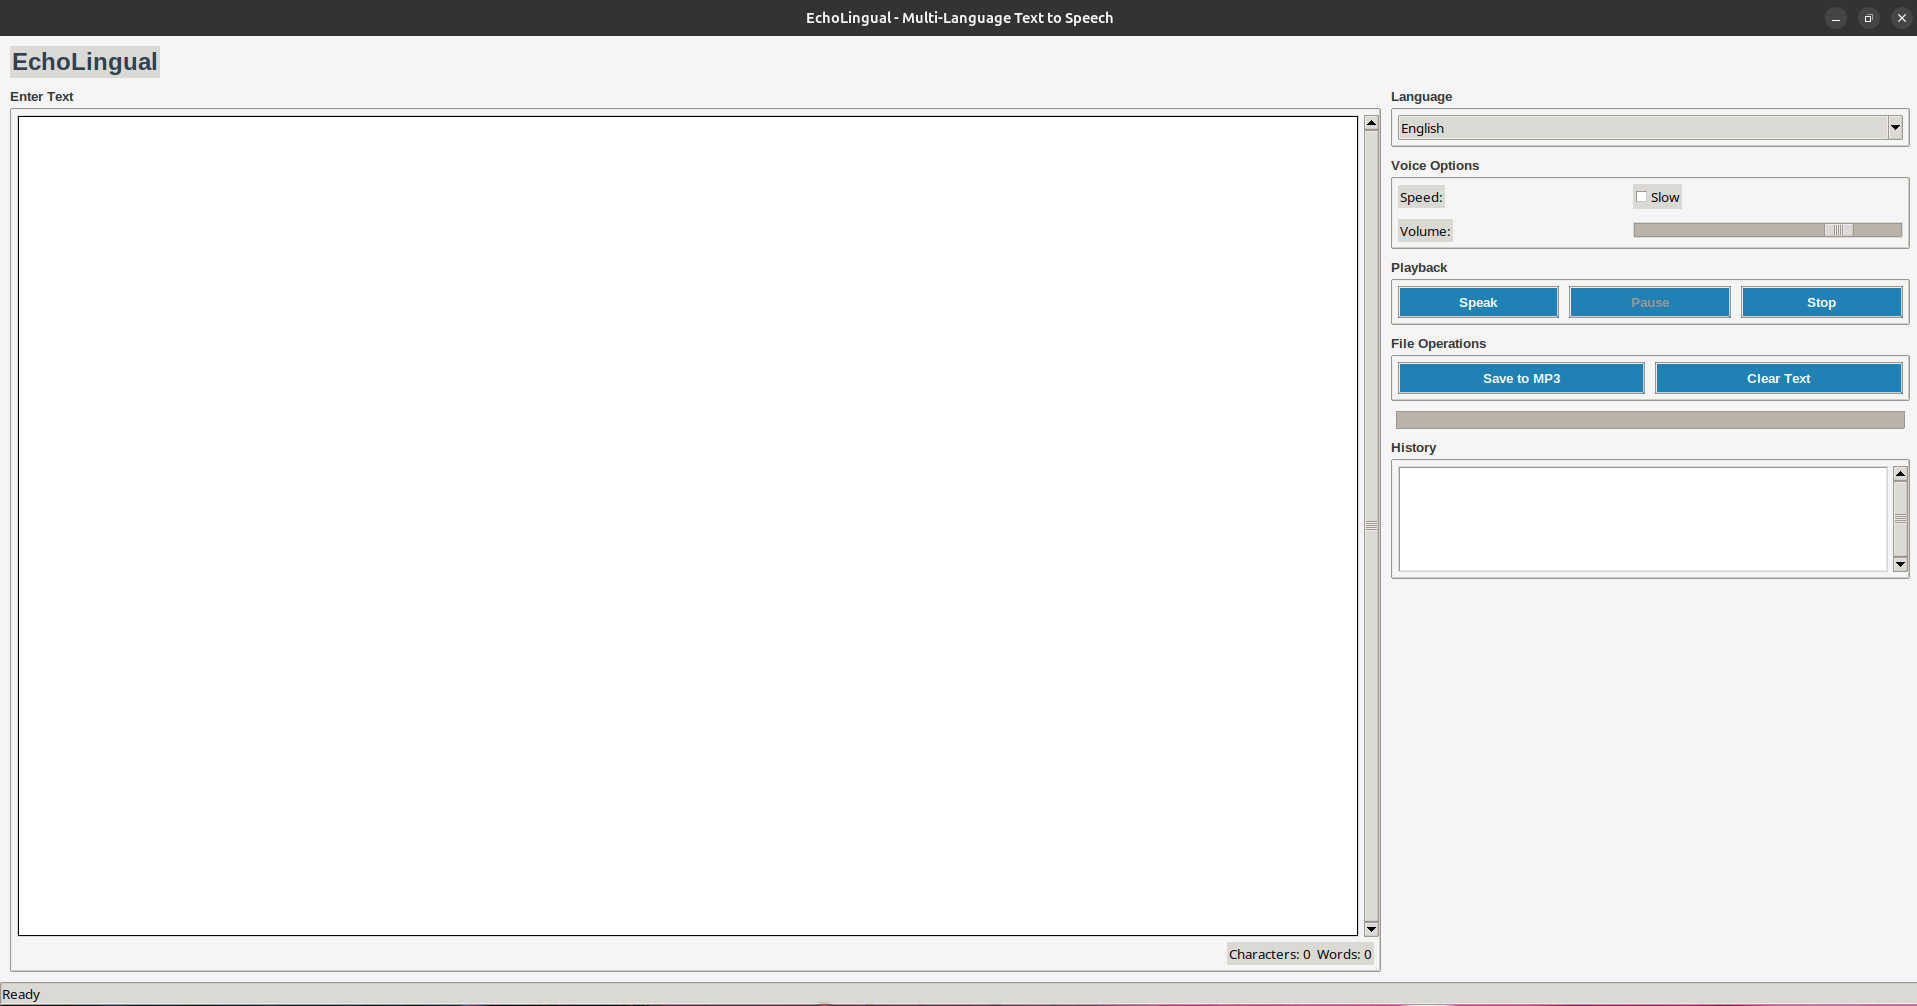 EchoLingual - Multi-Language Text to Speech
EchoLingual
Enter Text
Characters: 0 Words: 0
Language
English
Voice Options
Speed:
Slow
Volume:
Playback
Speak Pause Stop
File Operations
Save to MP3 Clear Text
History
Ready